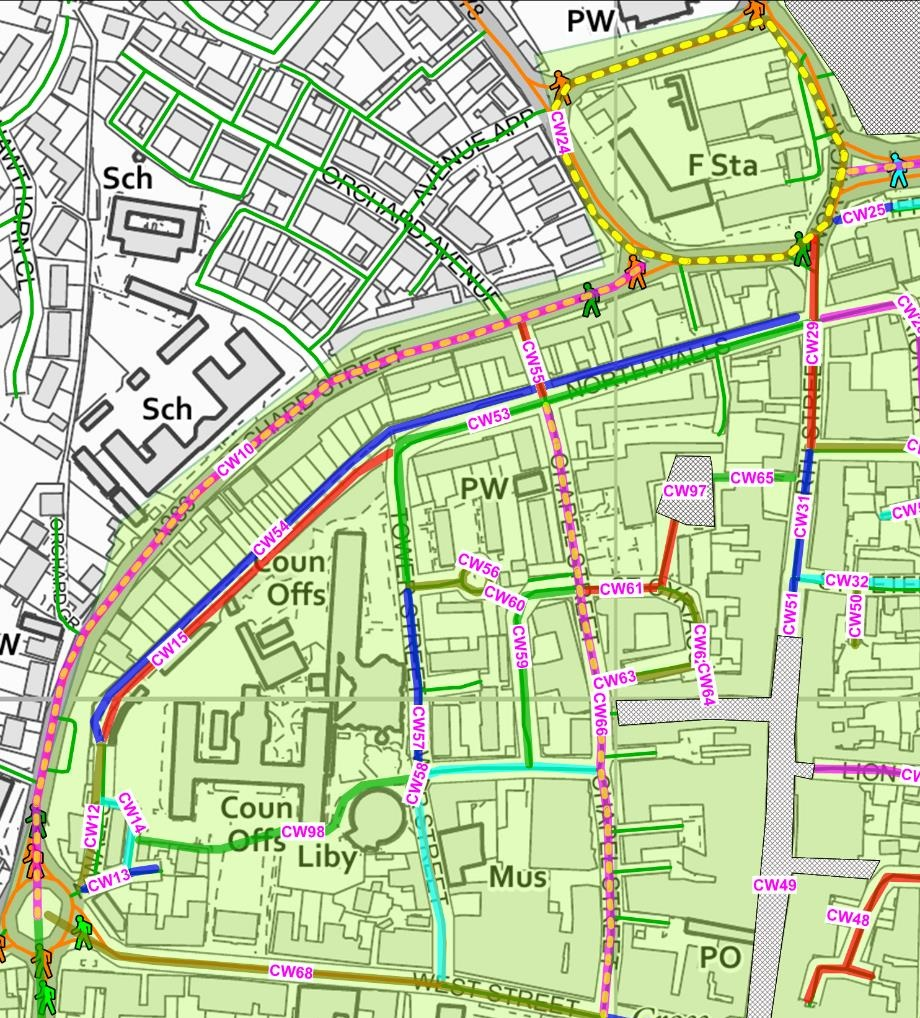 PW
CW24
AVENUE APP
Sch
F Sta
ORCHARD AVENUE
CW25
CW29
CW55
NORTH WALLS
CW53
Sch
CW10
PW
CW65
CW97
CW31
CW54
Coun
Offs
CW56
CW60
CW61
CW32
CW50
CW51
CW15
CW59
CW63
CW64
CW66
CW57
CW58
LION
CW12
CW14
Coun
Offs
CW98
Liby
CW13
Mus
CW49
CW48
PO
CW68
WEST STREET